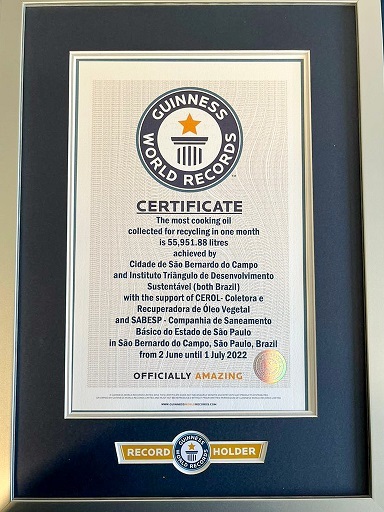 GUINNESS
WORLD RECORDS
CERTIFICATE
The most cooking oil
collected for recycling in one month
is 55,951.88 litres
achieved by
Cidade de São Bernardo do Campo
and Instituto Triângulo de Desenvolvimento
Sustentável (both Brazil)
with the support of CEROL- Coletora e
Recuperadora de Óleo Vegetal
and SABESP - Companhia de Saneamento
Básico do Estado de São Paulo
in São Bernardo do Campo, São Paulo, Brazil
from 2 June until 1 July 2022
OFFICIALLY AMAZING
WWW.GUINNESSWORLDRECORDS.COM
RECORD
GUINNESS
WORLD RECORDS
HOLDER